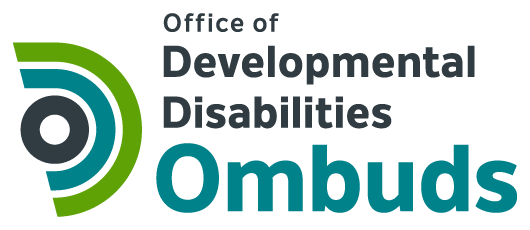 Office of
Developmental
Disabilities
Ombuds